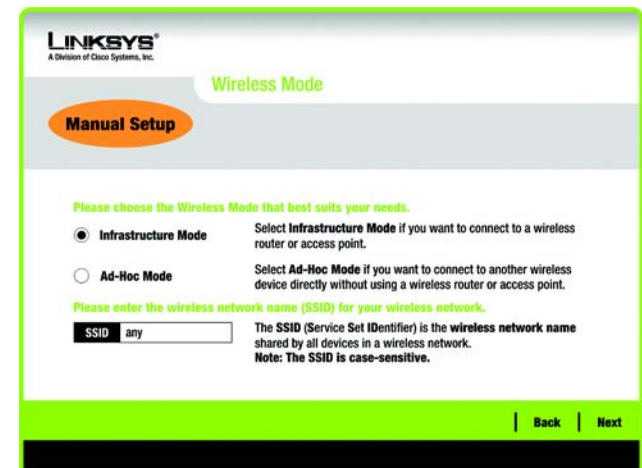 LINKSYS®
A Division of Cisco Systems, Inc.
Wireless Mode
Manual Setup
Please choose the Wireless Mode that best suits your needs.
Infrastructure Mode
Select Infrastructure Mode if you want to connect to a wireless
router or access point.
Ad-Hoc Mode
Select Ad-Hoc Mode if you want to connect to another wireless
device directly without using a wireless router or access point.
Please enter the wireless network name (SSID) for your wireless network.
SSID any
The SSID (Service Set IDentifier) is the wireless network name
shared by all devices in a wireless network.
Note: The SSID is case-sensitive.
Back Next